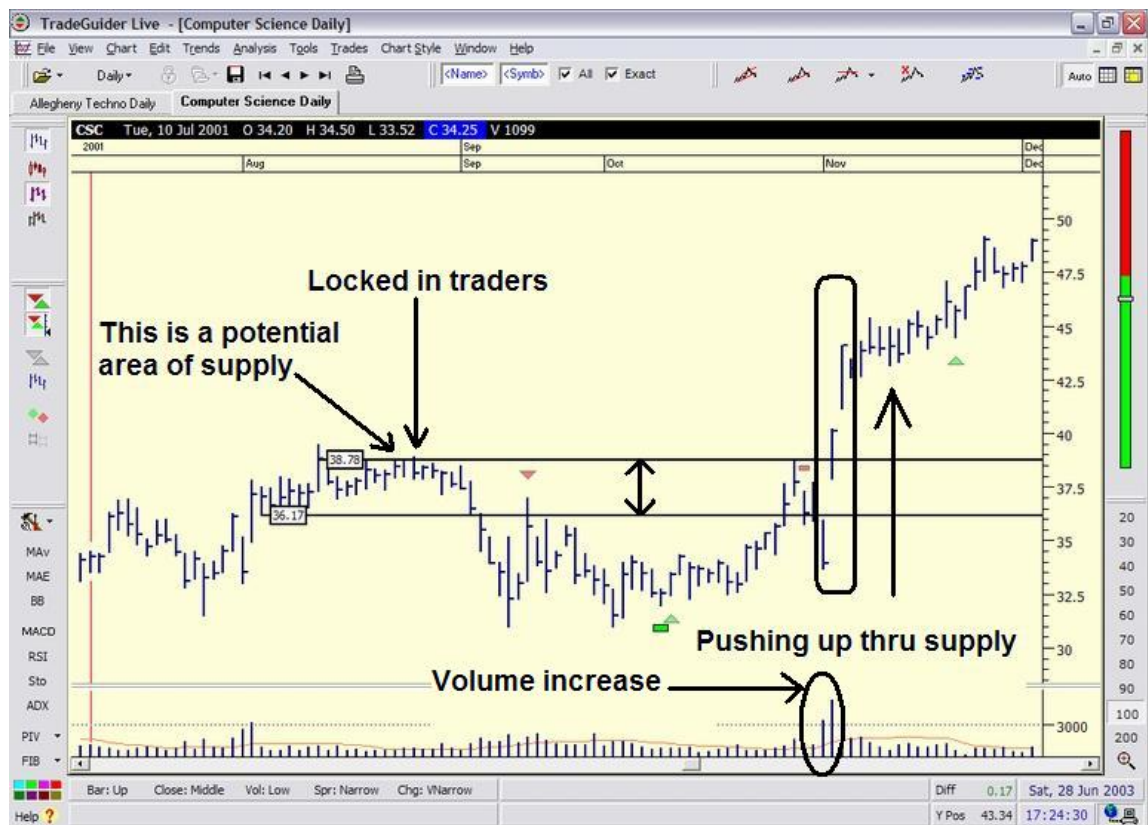 TradeGuider Live - [Computer Science Daily]
File View Chart Edit Trends Analysis Tools Trades Chart Style Window Help
Daily <Name> <Symb> All Exact Auto
Allegheny Techno Daily Computer Science Daily
CSC Tue, 10 Jul 2001 O 34.20 H 34.50 L 33.52 C 34.25 V 1099
2001 Sep Dec
Aug Sep Oct Nov Dec
50
Locked in traders
47.5
This is a potential
area of supply
45
42.5
40
38.78
37.5
36.17
35
32.5
30
Pushing up thru supply
Volume increase
3000
MAv
MAE
BB
MACD
RSI
Sto
ADX
PIV
FIB
20
30
40
50
60
70
80
90
100
200
Bar: Up Close: Middle Vol: Low Spr: Narrow Chg: VNarrow Diff 0.17 Sat, 28 Jun 2003
Help ? Y Pos 43.34 17:24:30